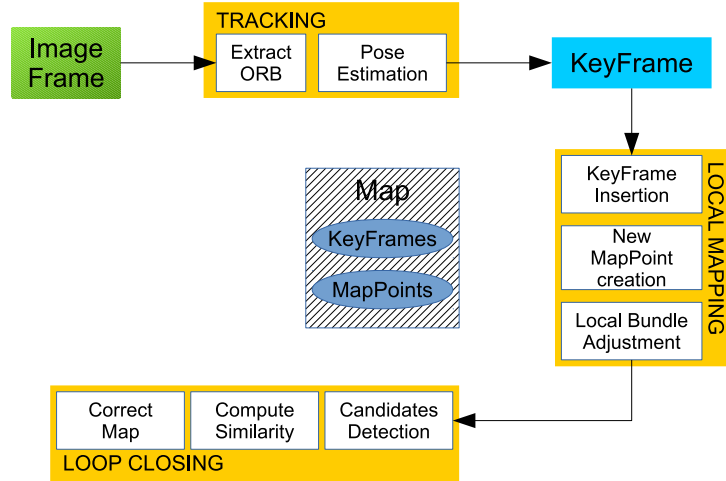 TRACKING
Image
Frame
Extract
ORB
Pose
Estimation
KeyFrame
LOCAL MAPPING
KeyFrame
Insertion
New
MapPoint
creation
Local Bundle
Adjustment
Map
KeyFrames
MapPoints
Correct
Map
Compute
Similarity
Candidates
Detection
LOOP CLOSING